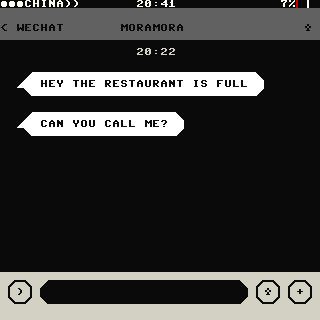 ●●●CHINA)) 20:41 7%
< WECHAT MORAMORA
20:22
HEY THE RESTAURANT IS FULL
CAN YOU CALL ME?